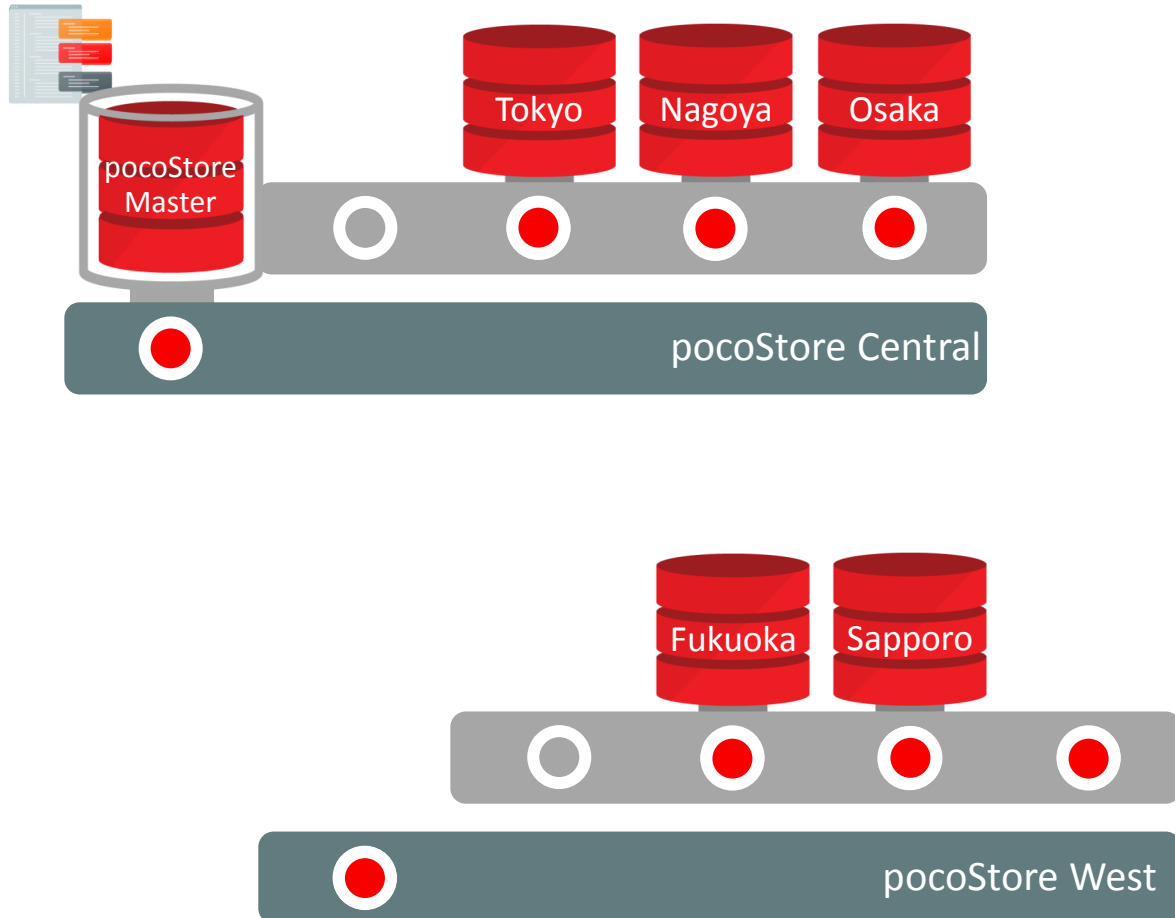 Tokyo
Nagoya
Osaka
pocoStore
Master
pocoStore Central
Fukuoka
Sapporo
pocoStore West